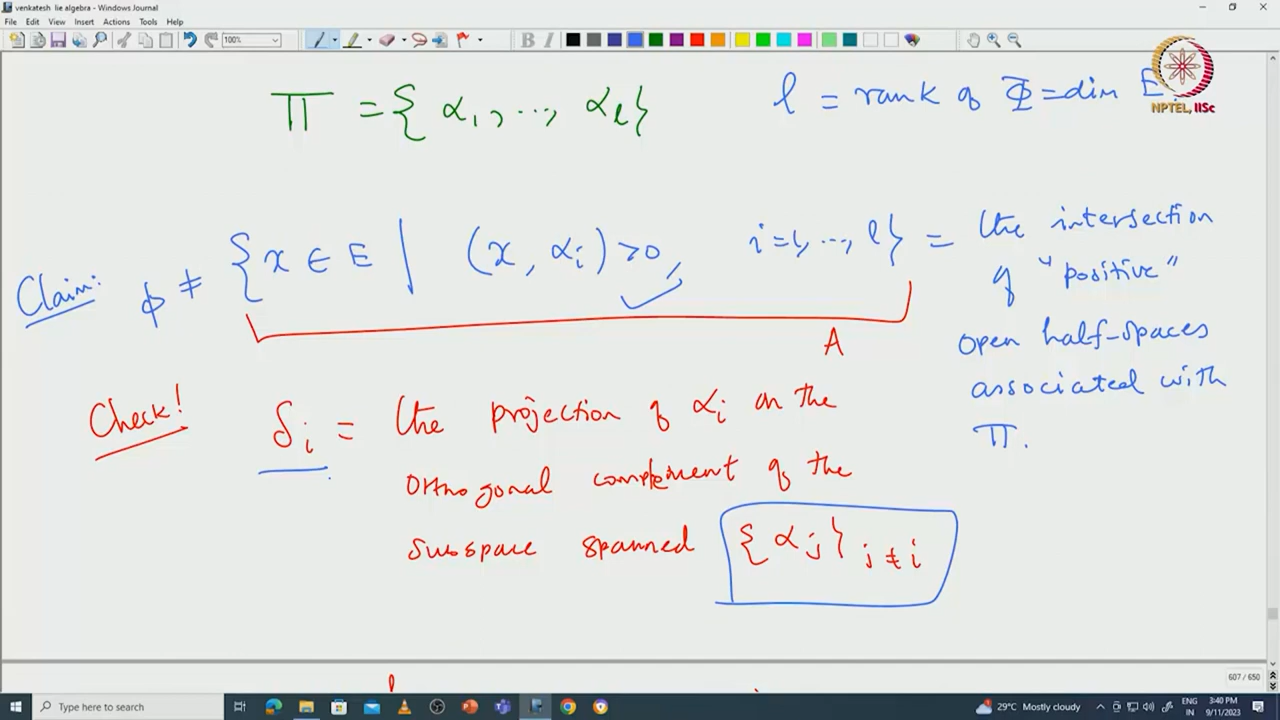 venkatesh lie algebra - Windows Journal
File Edit View Insert Actions Tools Help
100%
B I
NPTEL, IISc
Π = { α₁, ..., αₗ }
l = rank of Φ = dim E
Claim: φ ≠ { x ∈ E | (x, αᵢ) > 0, i = 1, ..., l } = the intersection
of "positive"
open half-spaces
associated with
Π.
A
Check! δᵢ = the projection of αᵢ on the
orthogonal complement of the
subspace spanned { αⱼ } j ≠ i
607 / 650
Type here to search
29°C Mostly cloudy
ENG
IN
3:40 PM
9/11/2023